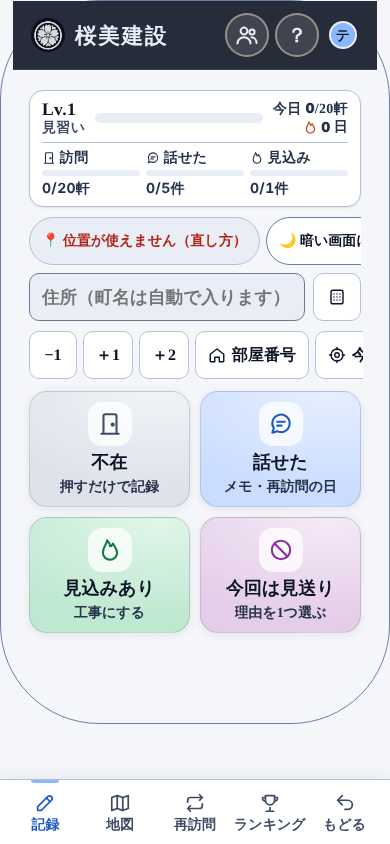 桜美建設
?
テ
Lv.1
見習い
今日 0/20軒
0 日
訪問
話せた
見込み
0/20軒
0/5件
0/1件
📍 位置が使えません（直し方）
🌙 暗い画面
住所（町名は自動で入ります）
−1
＋1
＋2
部屋番号
不在
押すだけで記録
話せた
メモ・再訪問の日
見込みあり
工事にする
今回は見送り
理由を1つ選ぶ
記録
地図
再訪問
ランキング
もどる